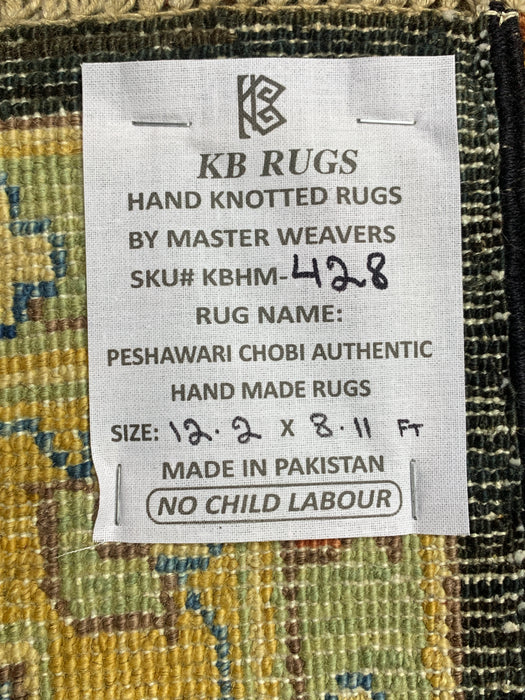 KB RUGS
HAND KNOTTED RUGS
BY MASTER WEAVERS
SKU# KBHM-428
RUG NAME:
PESHAWARI CHOBI AUTHENTIC
HAND MADE RUGS
SIZE: 12.2 X 8.11 FT
MADE IN PAKISTAN
NO CHILD LABOUR